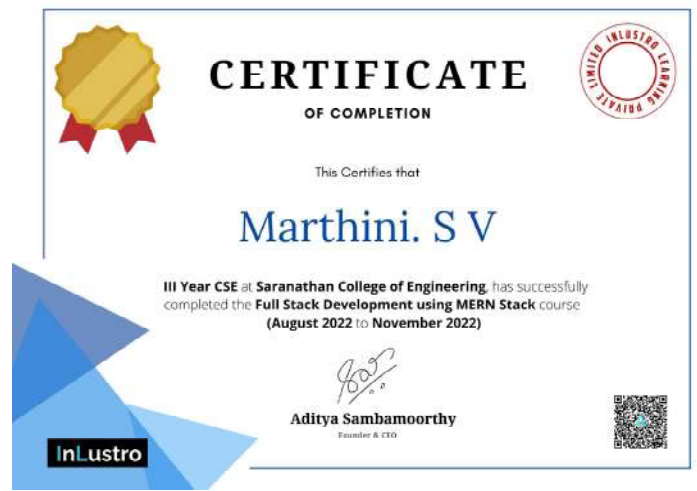 CERTIFICATE
OF COMPLETION
INLUSTRO LEARNING PRIVATE LIMITED
This Certifies that
Marthini. S V
III Year CSE at Saranathan College of Engineering, has successfully
completed the Full Stack Development using MERN Stack course
(August 2022 to November 2022)
Aditya Sambamoorthy
Founder & CEO
InLustro